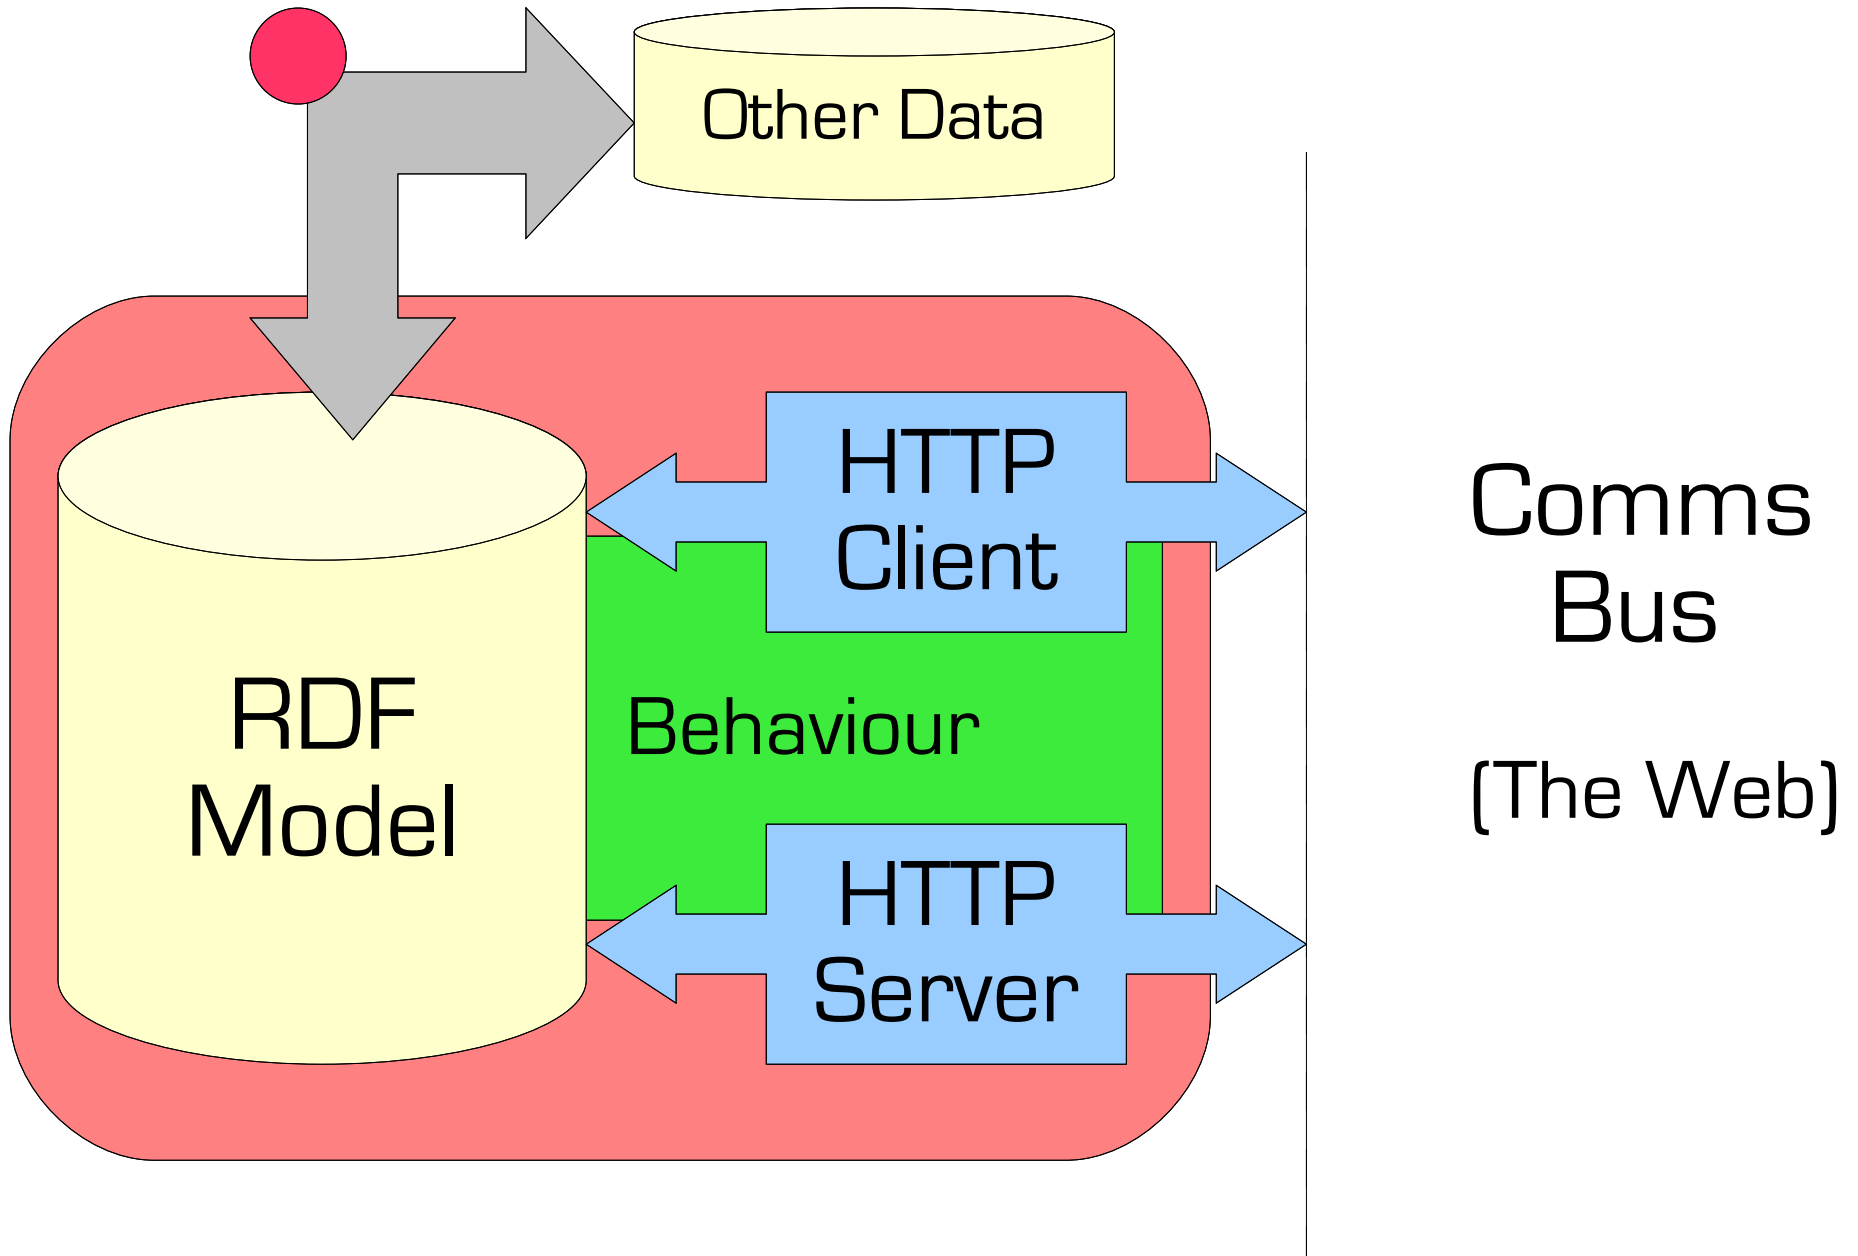 Other Data
HTTP
Client
Comms
Bus
RDF
Model
Behaviour
(The Web)
HTTP
Server